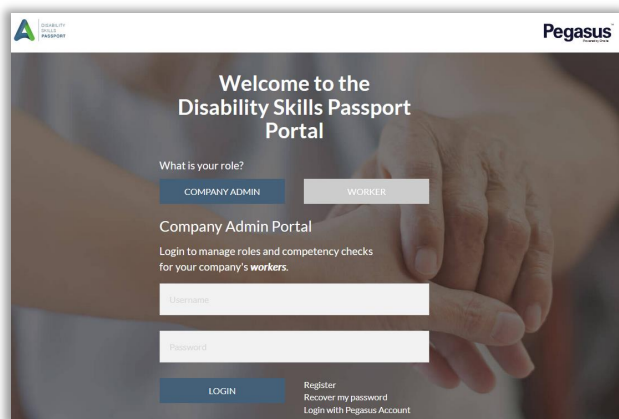 DISABILITY
SKILLS
PASSPORT
Pegasus
Welcome to the
Disability Skills Passport
Portal
What is your role?
COMPANY ADMIN
WORKER
Company Admin Portal
Login to manage roles and competency checks
for your company's workers.
Username
Password
LOGIN
Register
Recover my password
Login with Pegasus Account